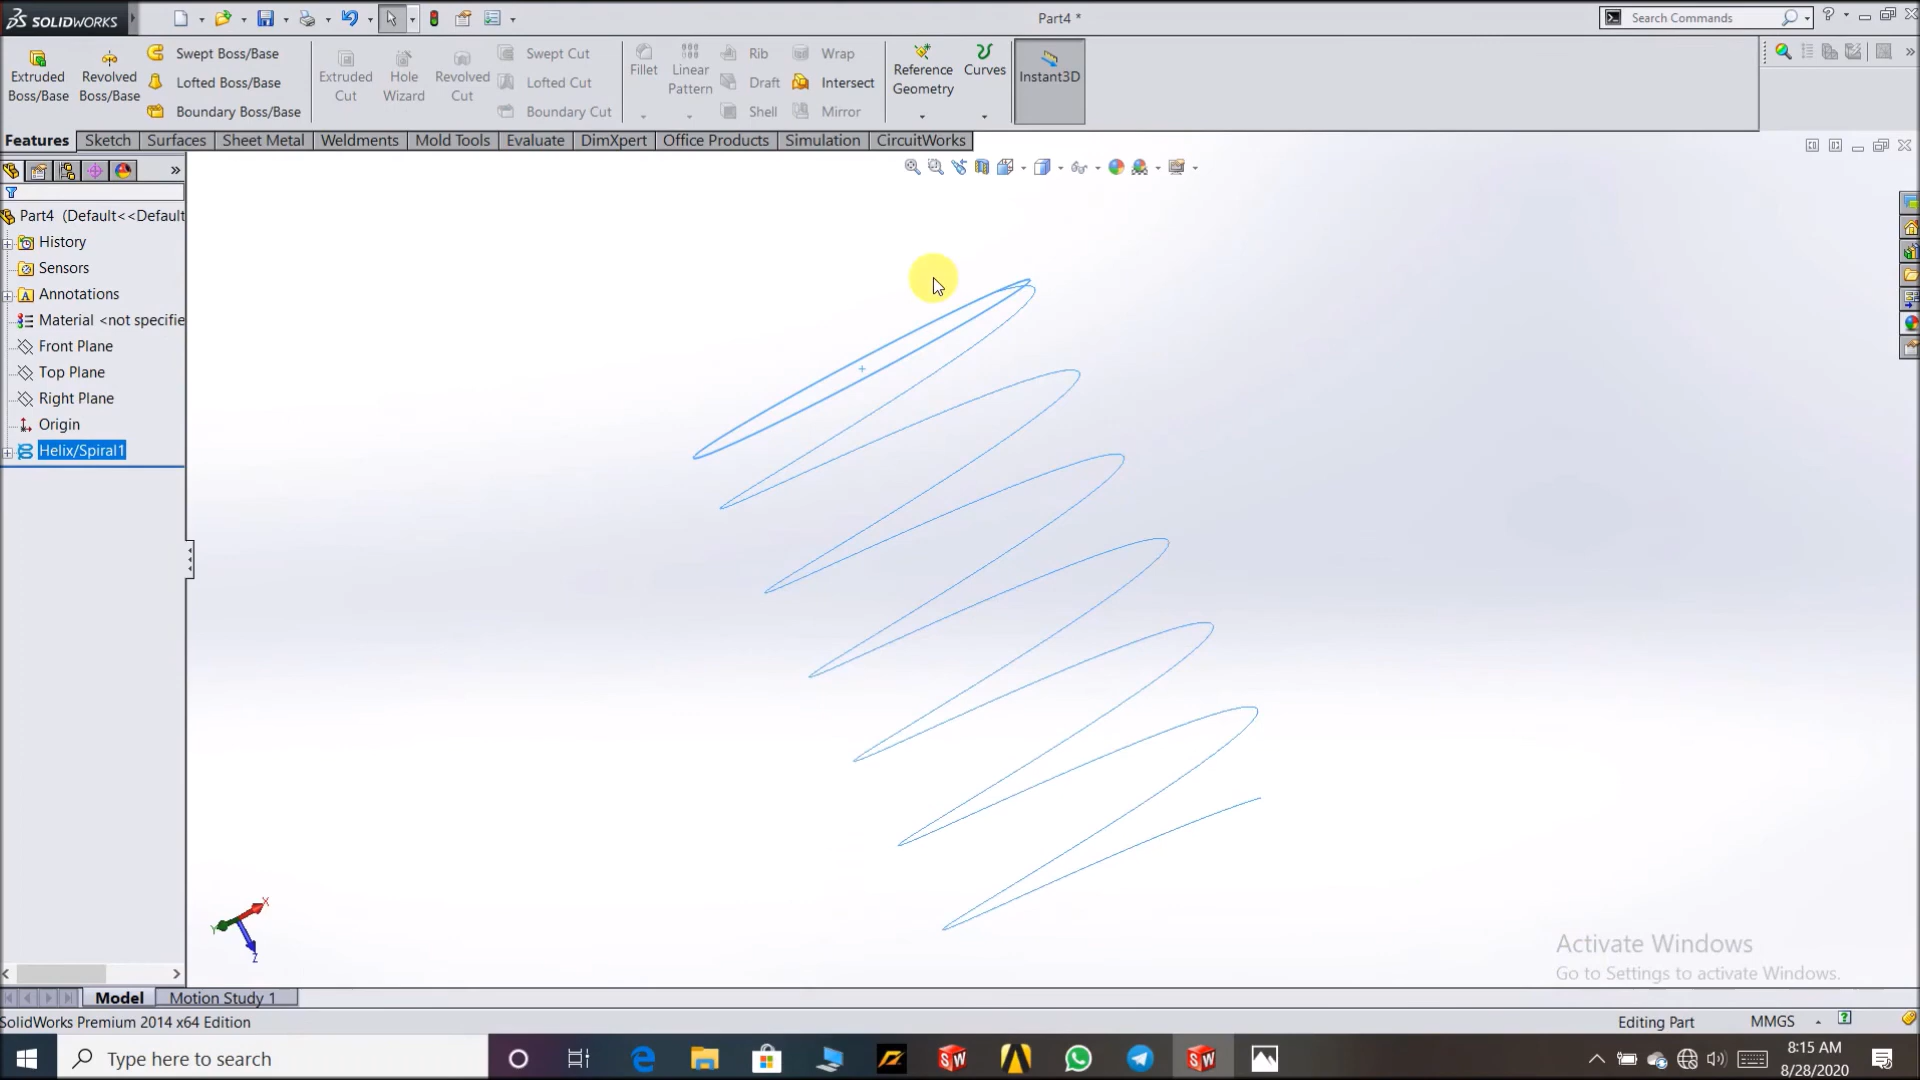 SOLIDWORKS
Part4 *
Search Commands
Extruded Boss/Base
Revolved Boss/Base
Swept Boss/Base
Lofted Boss/Base
Boundary Boss/Base
Extruded Cut
Hole Wizard
Revolved Cut
Swept Cut
Lofted Cut
Boundary Cut
Fillet
Linear Pattern
Rib
Draft
Shell
Wrap
Intersect
Mirror
Reference Geometry
Curves
Instant3D
Features
Sketch
Surfaces
Sheet Metal
Weldments
Mold Tools
Evaluate
DimXpert
Office Products
Simulation
CircuitWorks
Part4 (Default<<Default
History
Sensors
Annotations
Material <not specifie
Front Plane
Top Plane
Right Plane
Origin
Helix/Spiral1
X
Y
Z
Activate Windows
Go to Settings to activate Windows.
Model
Motion Study 1
SolidWorks Premium 2014 x64 Edition
Editing Part
MMGS
Type here to search
SW
SW
8:15 AM
8/28/2020